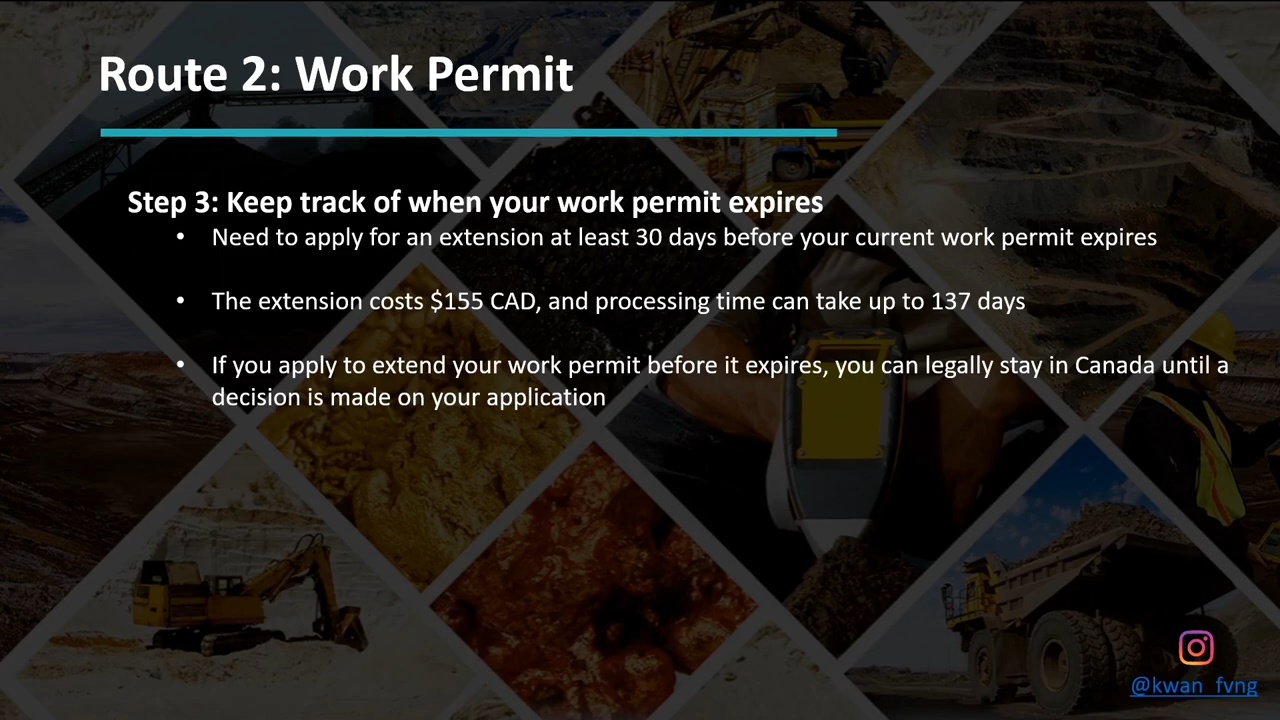 Route 2: Work Permit
Step 3: Keep track of when your work permit expires
• Need to apply for an extension at least 30 days before your current work permit expires
• The extension costs $155 CAD, and processing time can take up to 137 days
• If you apply to extend your work permit before it expires, you can legally stay in Canada until a
decision is made on your application
@kwan_fvng